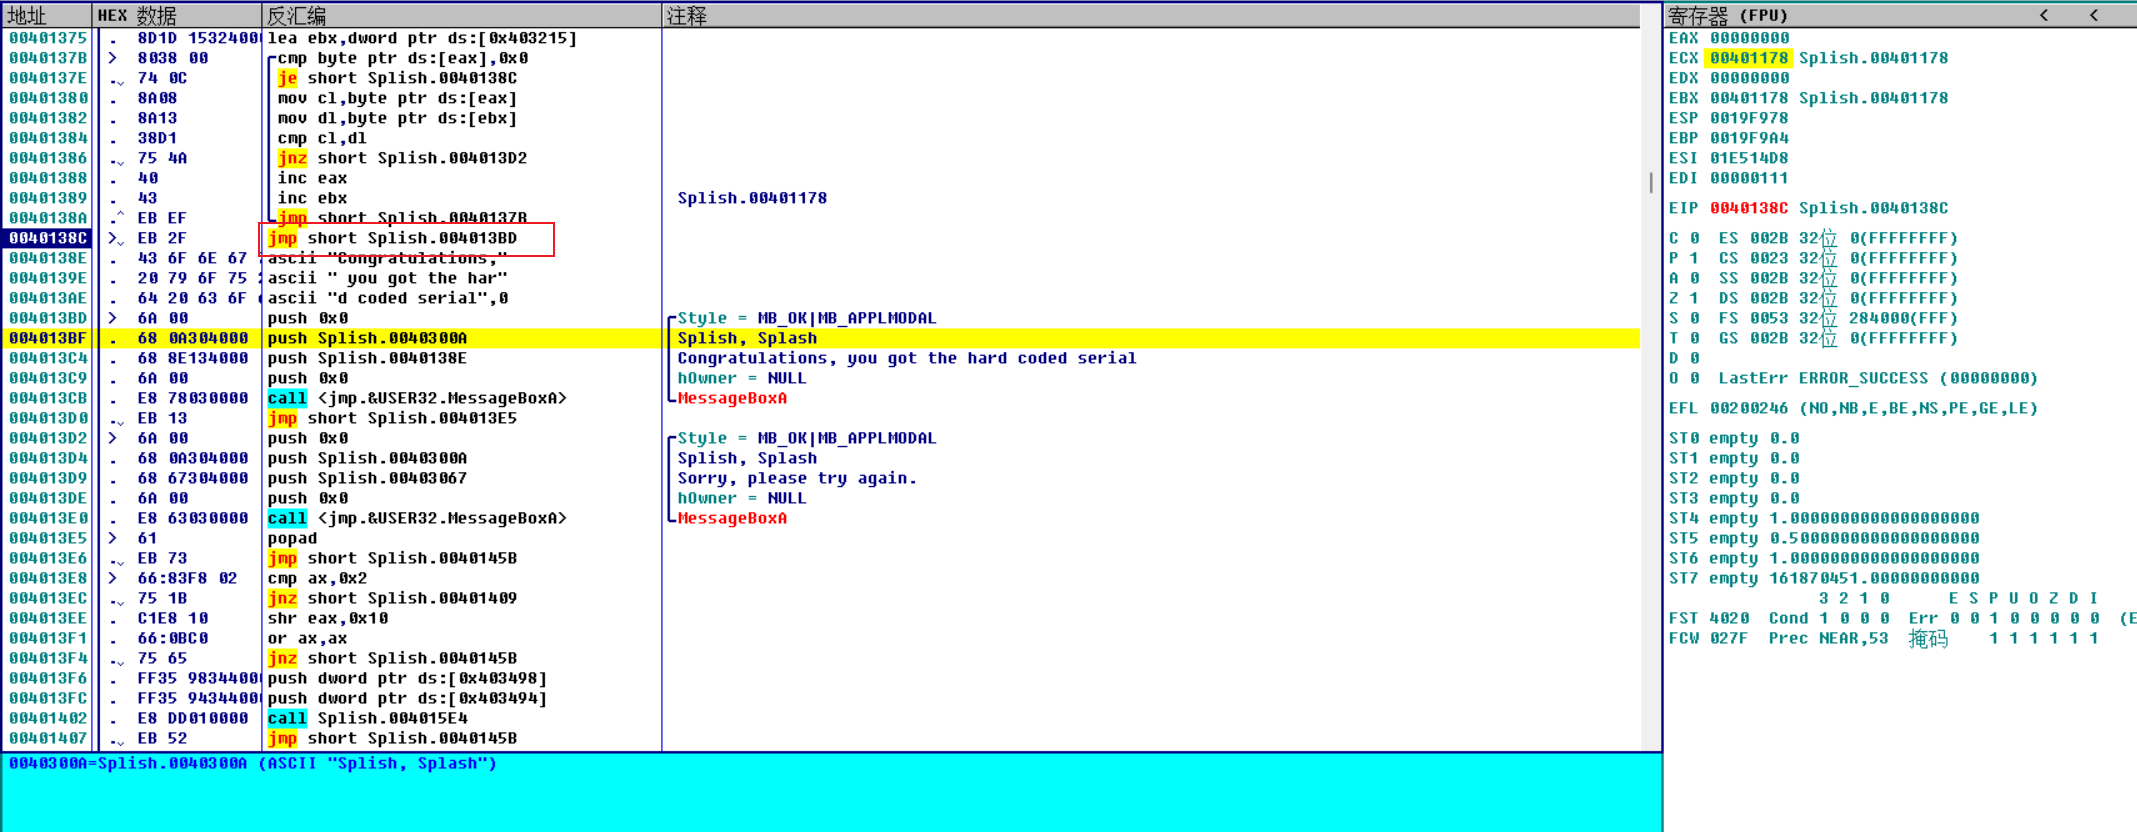 地址 HEX 数据 反汇编 注释 寄存器 (FPU) < <
00401375 . 8D1D 1532400 lea ebx,dword ptr ds:[0x403215] EAX 00000000
0040137B > 8038 00 cmp byte ptr ds:[eax],0x0 ECX 00401178 Splish.00401178
0040137E .. 74 0C je short Splish.0040138C EDX 00000000
00401380 . 8A08 mov cl,byte ptr ds:[eax] EBX 00401178 Splish.00401178
00401382 . 8A13 mov dl,byte ptr ds:[ebx] ESP 0019F978
00401384 . 38D1 cmp cl,dl EBP 0019F9A4
00401386 .. 75 4A jnz short Splish.004013D2 ESI 01E514D8
00401388 . 40 inc eax EDI 00000111
00401389 . 43 inc ebx Splish.00401178
0040138A .^ EB EF jmp short Splish.0040137B EIP 0040138C Splish.0040138C
0040138C >. EB 2F jmp short Splish.004013BD C 0 ES 002B 32位 0(FFFFFFFF)
0040138E . 43 6F 6E 67 ascii "Congratulations," P 1 CS 0023 32位 0(FFFFFFFF)
0040139E . 20 79 6F 75 ascii " you got the har" A 0 SS 002B 32位 0(FFFFFFFF)
004013AE . 64 20 63 6F ascii "d coded serial",0 Z 1 DS 002B 32位 0(FFFFFFFF)
004013BD > 6A 00 push 0x0 Style = MB_OK|MB_APPLMODAL S 0 FS 0053 32位 284000(FFF)
004013BF . 68 0A304000 push Splish.0040300A Splish, Splash T 0 GS 002B 32位 0(FFFFFFFF)
004013C4 . 68 8E134000 push Splish.0040138E Congratulations, you got the hard coded serial D 0
004013C9 . 6A 00 push 0x0 hOwner = NULL O 0 LastErr ERROR_SUCCESS (00000000)
004013CB . E8 78030000 call <jmp.&USER32.MessageBoxA> MessageBoxA
004013D0 .. EB 13 jmp short Splish.004013E5 EFL 00200246 (NO,NB,E,BE,NS,PE,GE,LE)
004013D2 > 6A 00 push 0x0 Style = MB_OK|MB_APPLMODAL ST0 empty 0.0
004013D4 . 68 0A304000 push Splish.0040300A Splish, Splash ST1 empty 0.0
004013D9 . 68 67304000 push Splish.00403067 Sorry, please try again. ST2 empty 0.0
004013DE . 6A 00 push 0x0 hOwner = NULL ST3 empty 0.0
004013E0 . E8 63030000 call <jmp.&USER32.MessageBoxA> MessageBoxA ST4 empty 1.0000000000000000000
004013E5 > 61 popad ST5 empty 0.5000000000000000000
004013E6 .. EB 73 jmp short Splish.0040145B ST6 empty 1.0000000000000000000
004013E8 > 66:83F8 02 cmp ax,0x2 ST7 empty 161870451.00000000000
004013EC .. 75 1B jnz short Splish.00401409 3 2 1 0 E S P U O Z D I
004013EE . C1E8 10 shr eax,0x10 FST 4020 Cond 1 0 0 0 Err 0 0 1 0 0 0 0 0 (E
004013F1 . 66:0BC0 or ax,ax FCW 027F Prec NEAR,53 掩码 1 1 1 1 1 1
004013F4 .. 75 65 jnz short Splish.0040145B
004013F6 . FF35 9834400 push dword ptr ds:[0x403498]
004013FC . FF35 9434400 push dword ptr ds:[0x403494]
00401402 . E8 DD010000 call Splish.004015E4
00401407 .. EB 52 jmp short Splish.0040145B
0040300A=Splish.0040300A (ASCII "Splish, Splash")